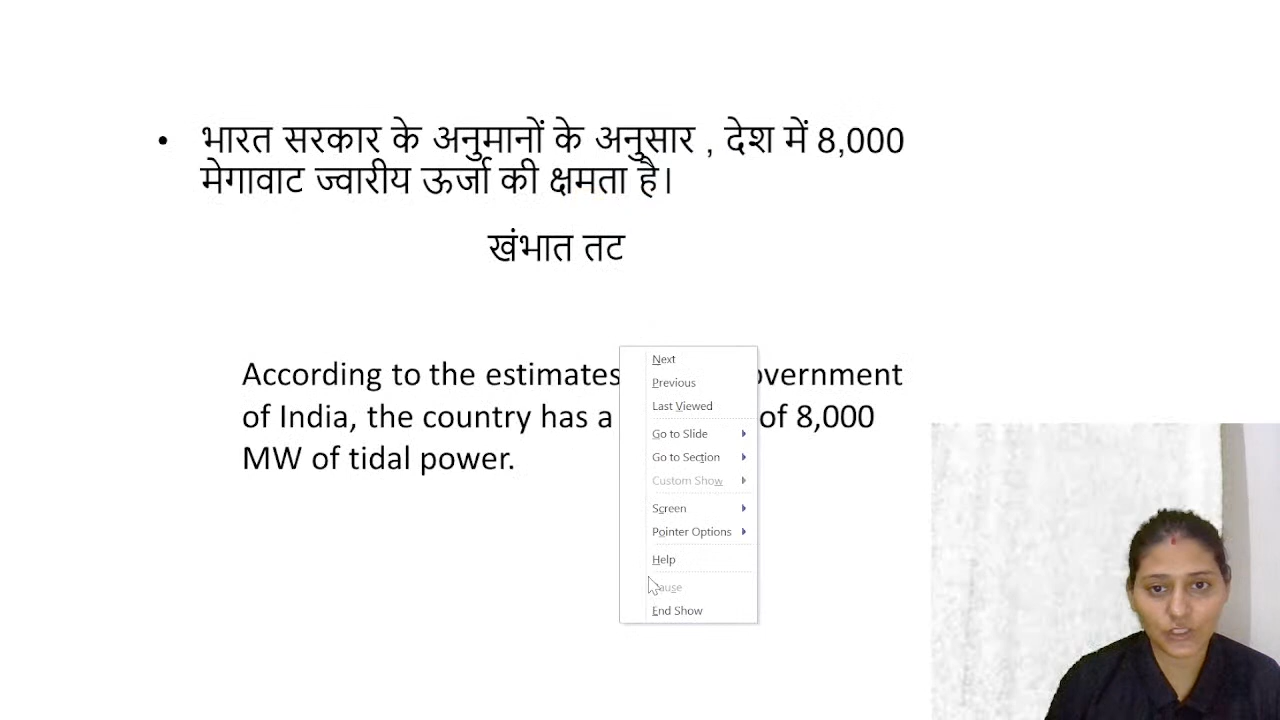 • भारत सरकार के अनुमानों के अनुसार , देश में 8,000
मेगावाट ज्वारीय ऊर्जा की क्षमता है।
खंभात तट
According to the estimates overnment
of India, the country has a of 8,000
MW of tidal power.
Next
Previous
Last Viewed
Go to Slide
Go to Section
Custom Show
Screen
Pointer Options
Help
ause
End Show